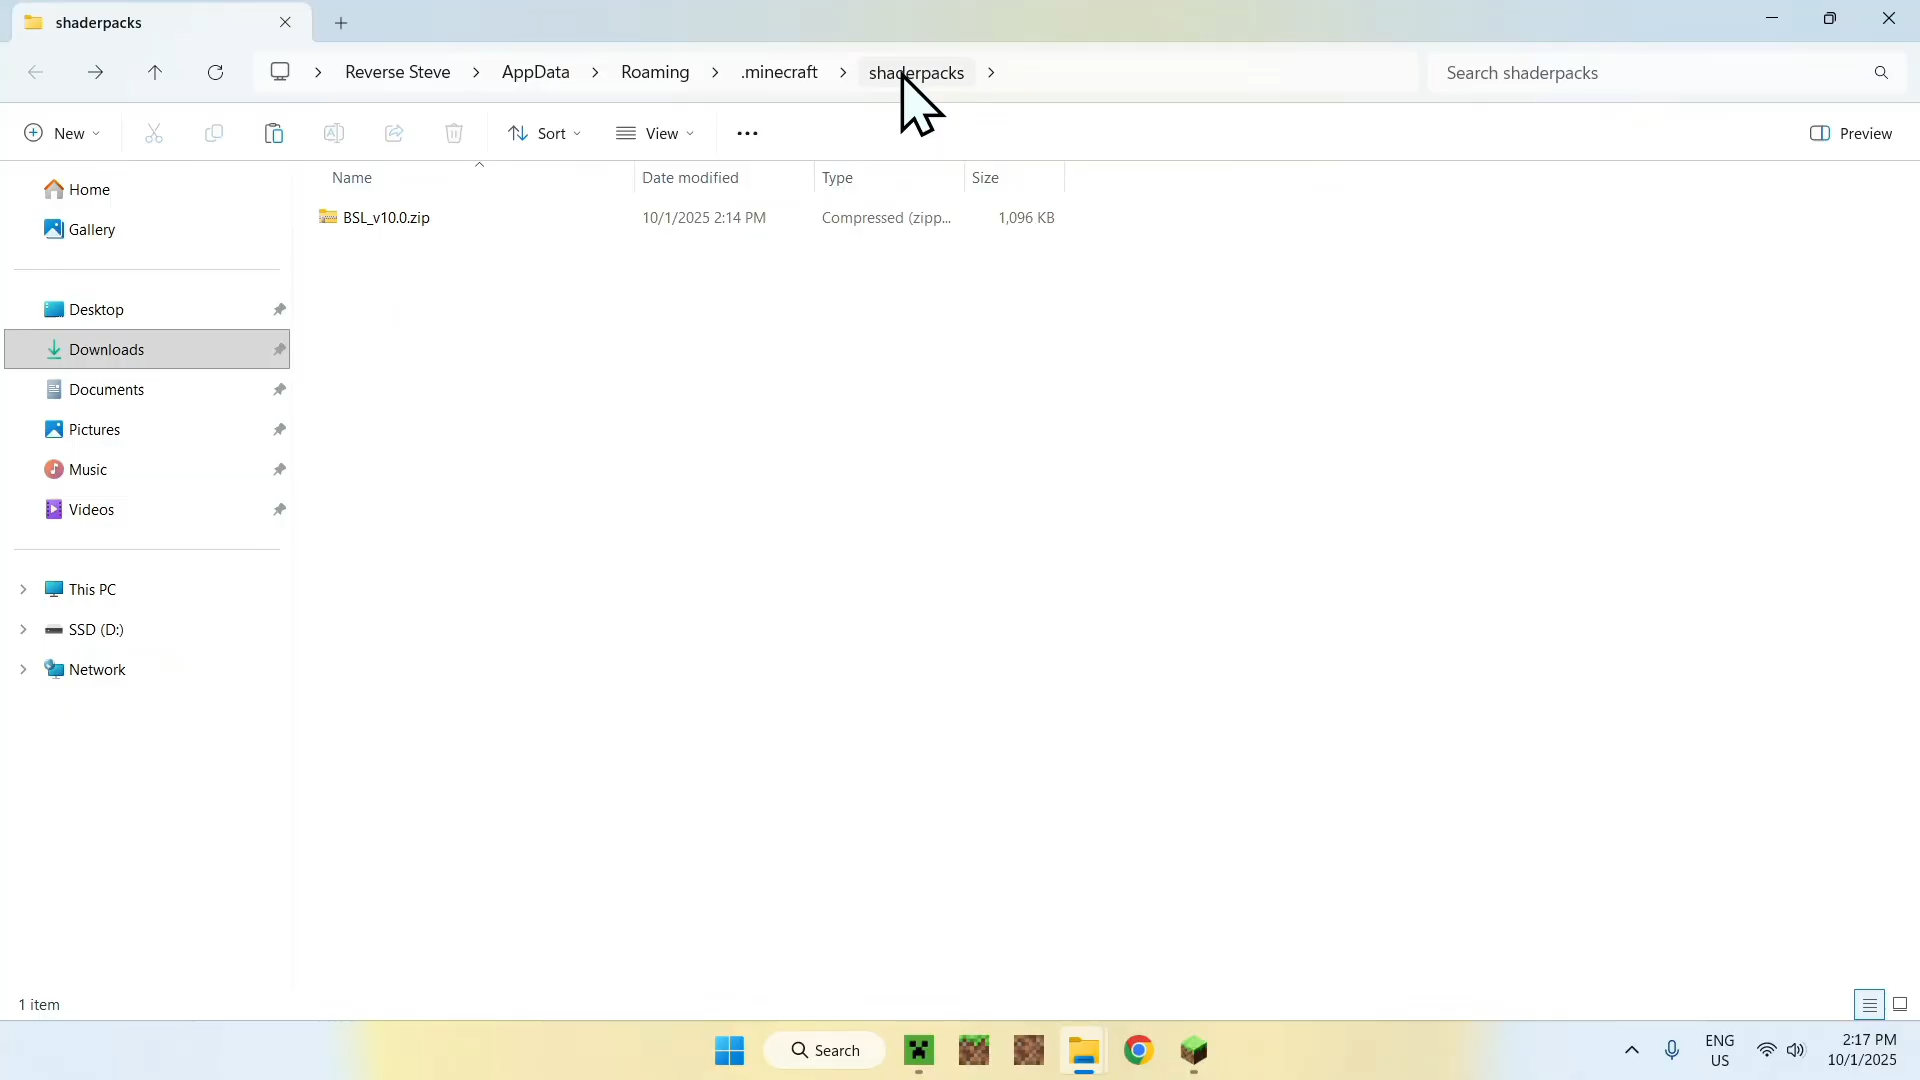 shaderpacks
Reverse Steve AppData Roaming .minecraft shaderpacks Search shaderpacks
New Sort View Preview
Name Date modified Type Size
BSL_v10.0.zip 10/1/2025 2:14 PM Compressed (zipp... 1,096 KB
Home
Gallery
Desktop
Downloads
Documents
Pictures
Music
Videos
This PC
SSD (D:)
Network
1 item
Search
ENG
US
2:17 PM
10/1/2025